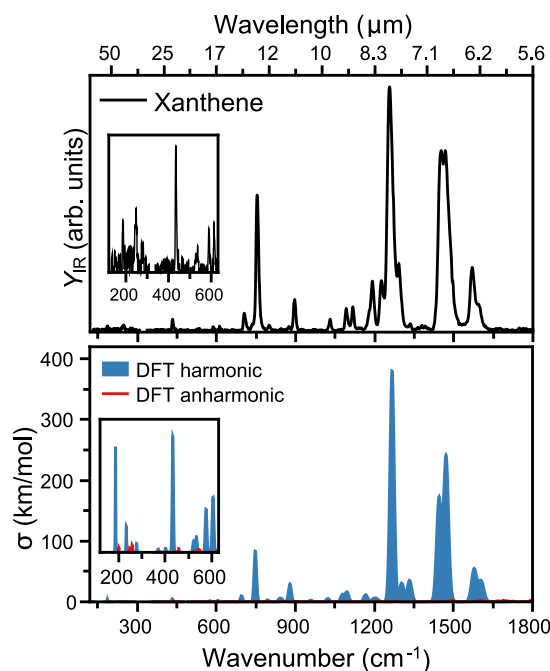 Wavelength (μm)
50 25 17 12 10 8.3 7.1 6.2 5.6
Xanthene
Y_IR (arb. units)
200 400 600
DFT harmonic
DFT anharmonic
σ (km/mol)
400
300
200
100
0
200 400 600
300 600 900 1200 1500 1800
Wavenumber (cm⁻¹)